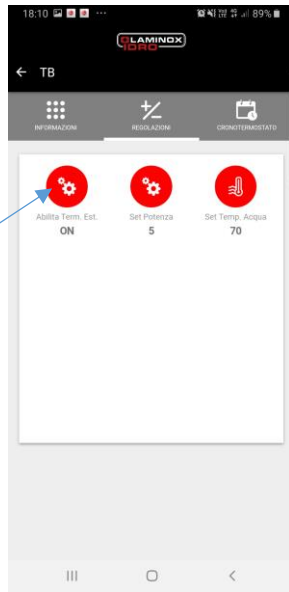 18:10 89%
LAMINOX
IDRO
TB
INFORMAZIONI REGOLAZIONI CRONOTERMOSTATO
Abilita Term. Est. Set Potenza Set Temp. Acqua
ON 5 70